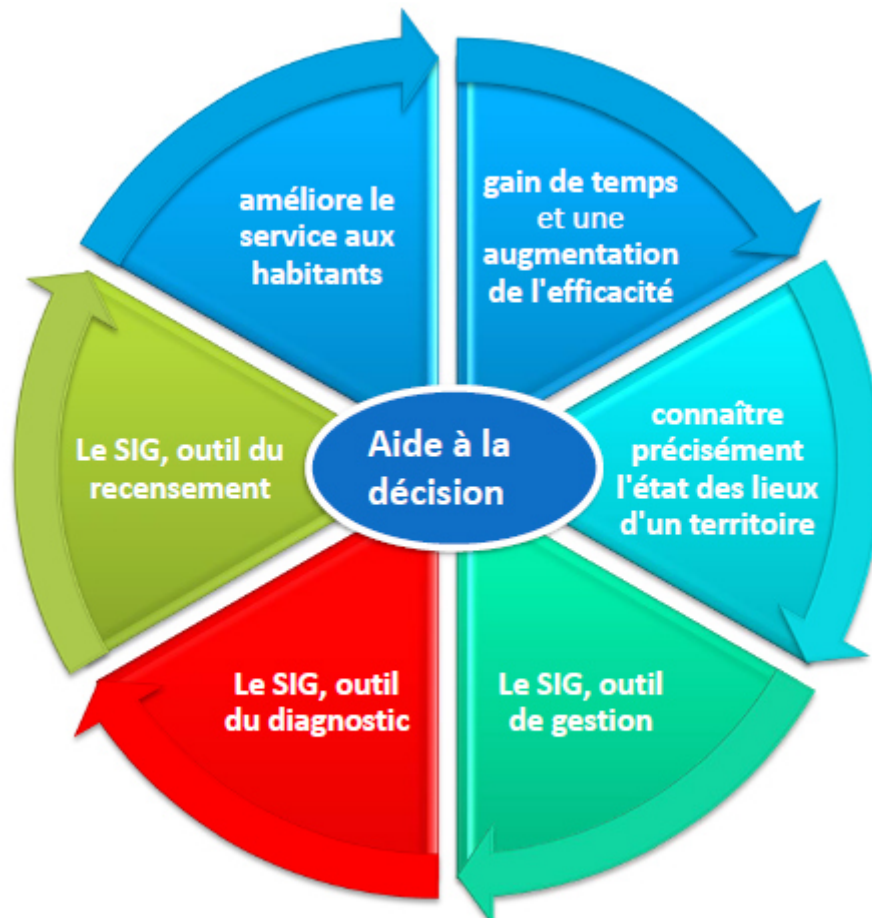 améliore le
service aux
habitants
gain de temps
et une
augmentation
de l'efficacité
connaître
précisément
l'état des lieux
d'un territoire
Le SIG, outil
de gestion
Le SIG, outil
du diagnostic
Le SIG, outil du
recensement
Aide à la
décision